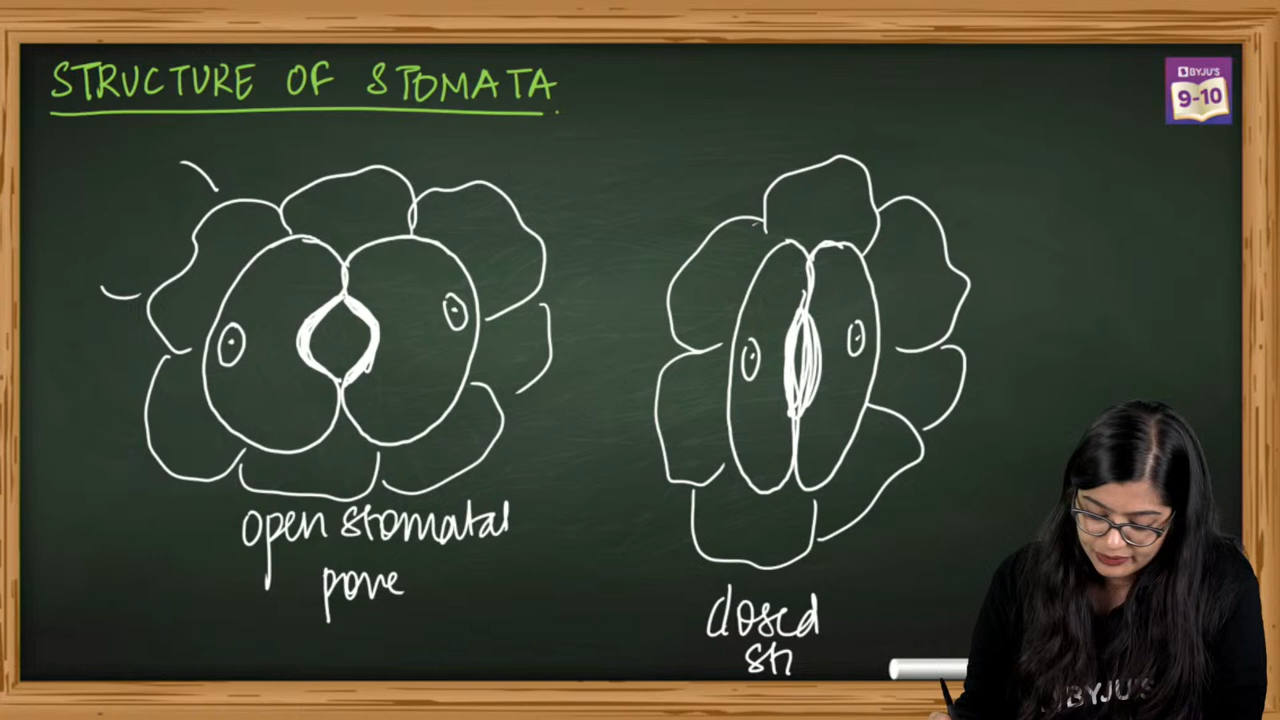 STRUCTURE OF STOMATA.
BYJU'S
9-10
open stomatal
pore
closed
st
BYJU'S